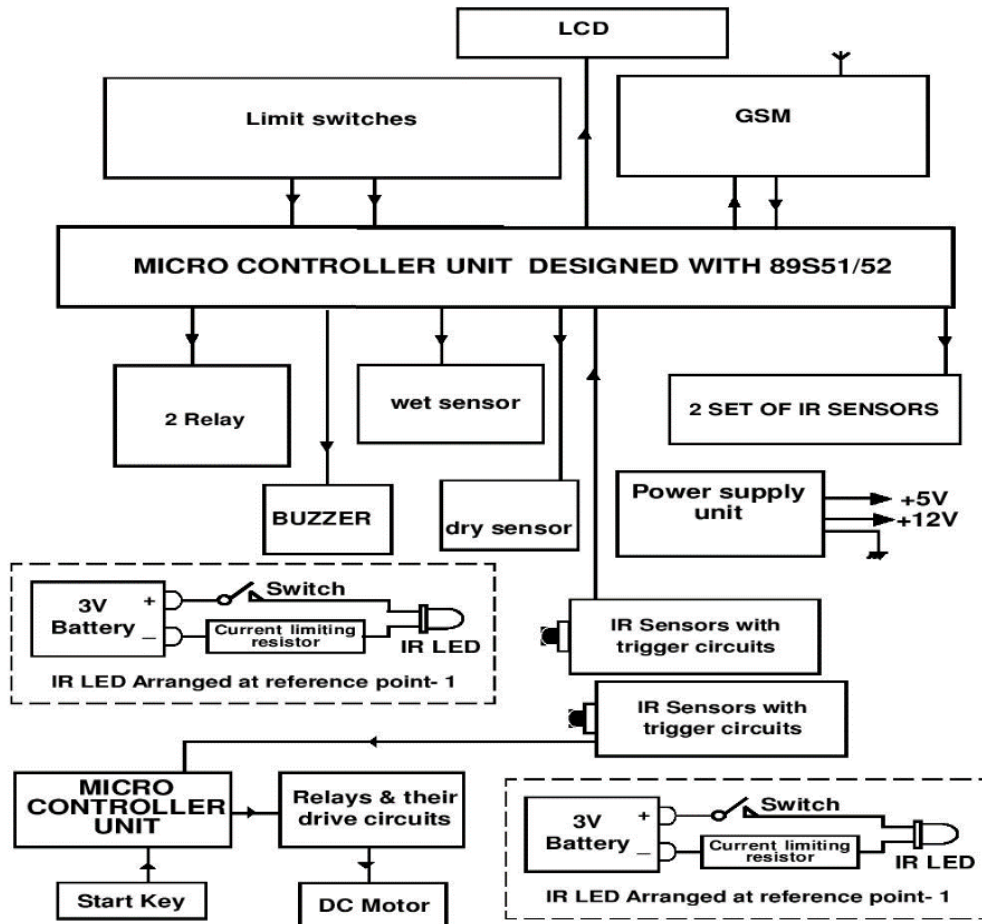 LCD
Limit switches
GSM
MICRO CONTROLLER UNIT DESIGNED WITH 89S51/52
2 Relay
wet sensor
2 SET OF IR SENSORS
BUZZER
dry sensor
Power supply
unit
+5V
+12V
3V
Battery
+
_
Switch
Current limiting
resistor
IR LED
IR LED Arranged at reference point- 1
IR Sensors with
trigger circuits
IR Sensors with
trigger circuits
MICRO
CONTROLLER
UNIT
Relays & their
drive circuits
Start Key
DC Motor
3V
Battery
+
_
Switch
Current limiting
resistor
IR LED
IR LED Arranged at reference point- 1